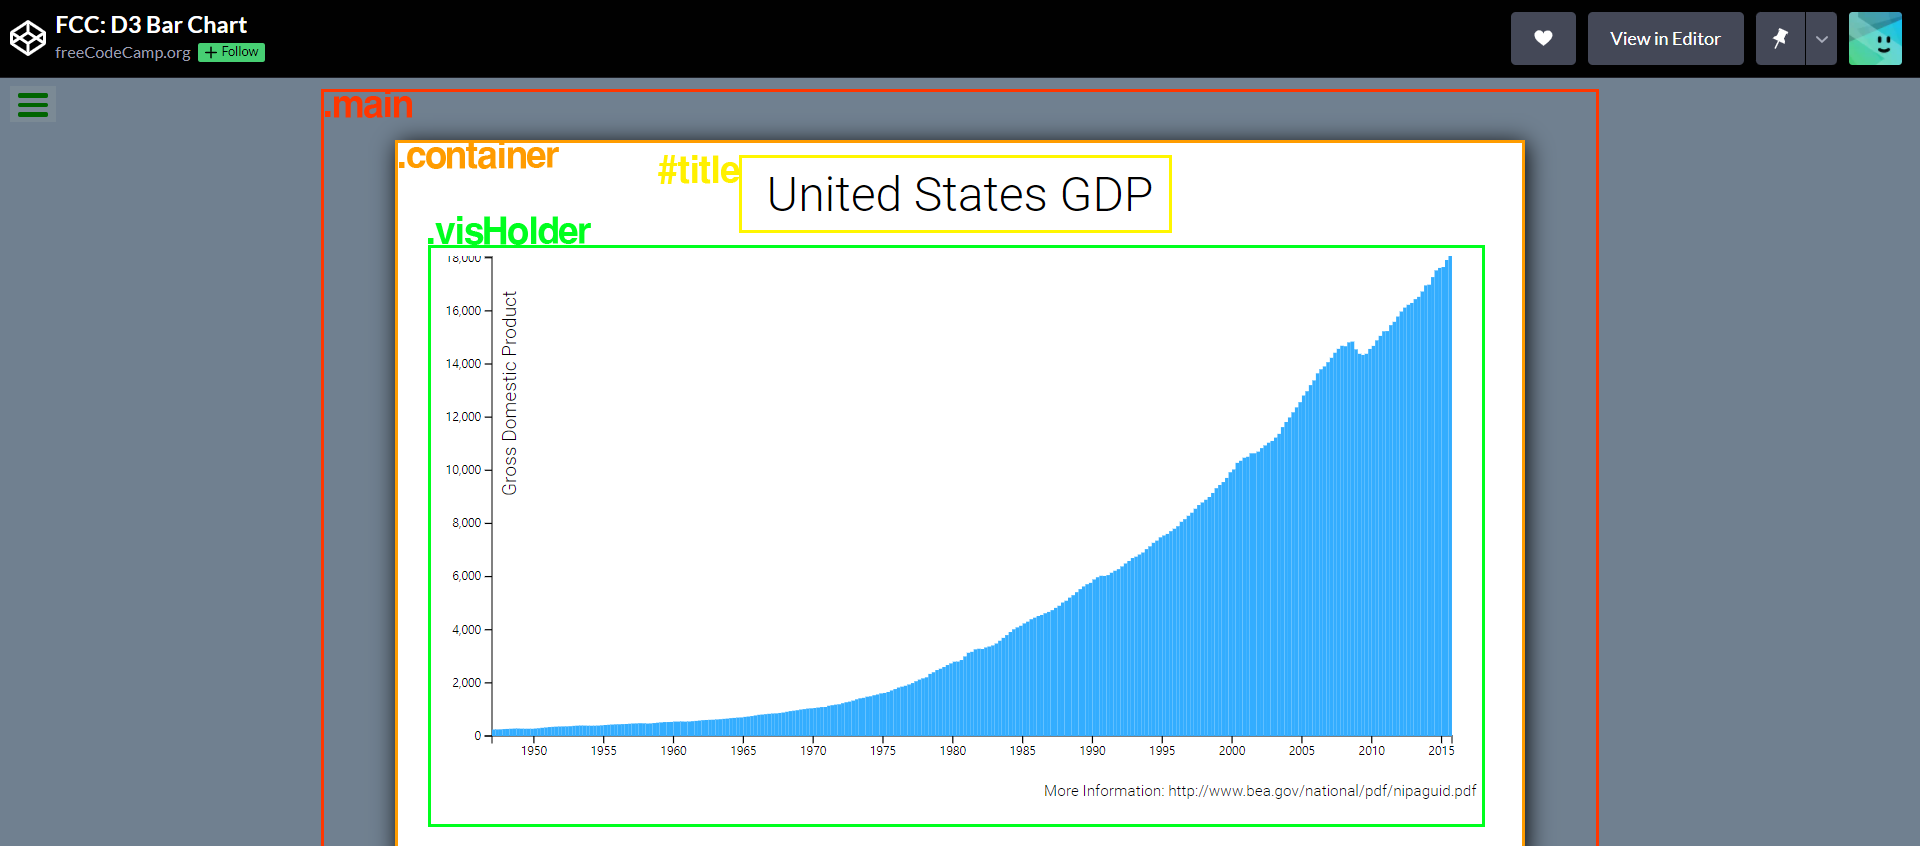 FCC: D3 Bar Chart
freeCodeCamp.org + Follow
View in Editor
.main
.container
#title
United States GDP
.visHolder
18,000
16,000
14,000
12,000
10,000
8,000
6,000
4,000
2,000
0
Gross Domestic Product
1950 1955 1960 1965 1970 1975 1980 1985 1990 1995 2000 2005 2010 2015
More Information: http://www.bea.gov/national/pdf/nipaguid.pdf